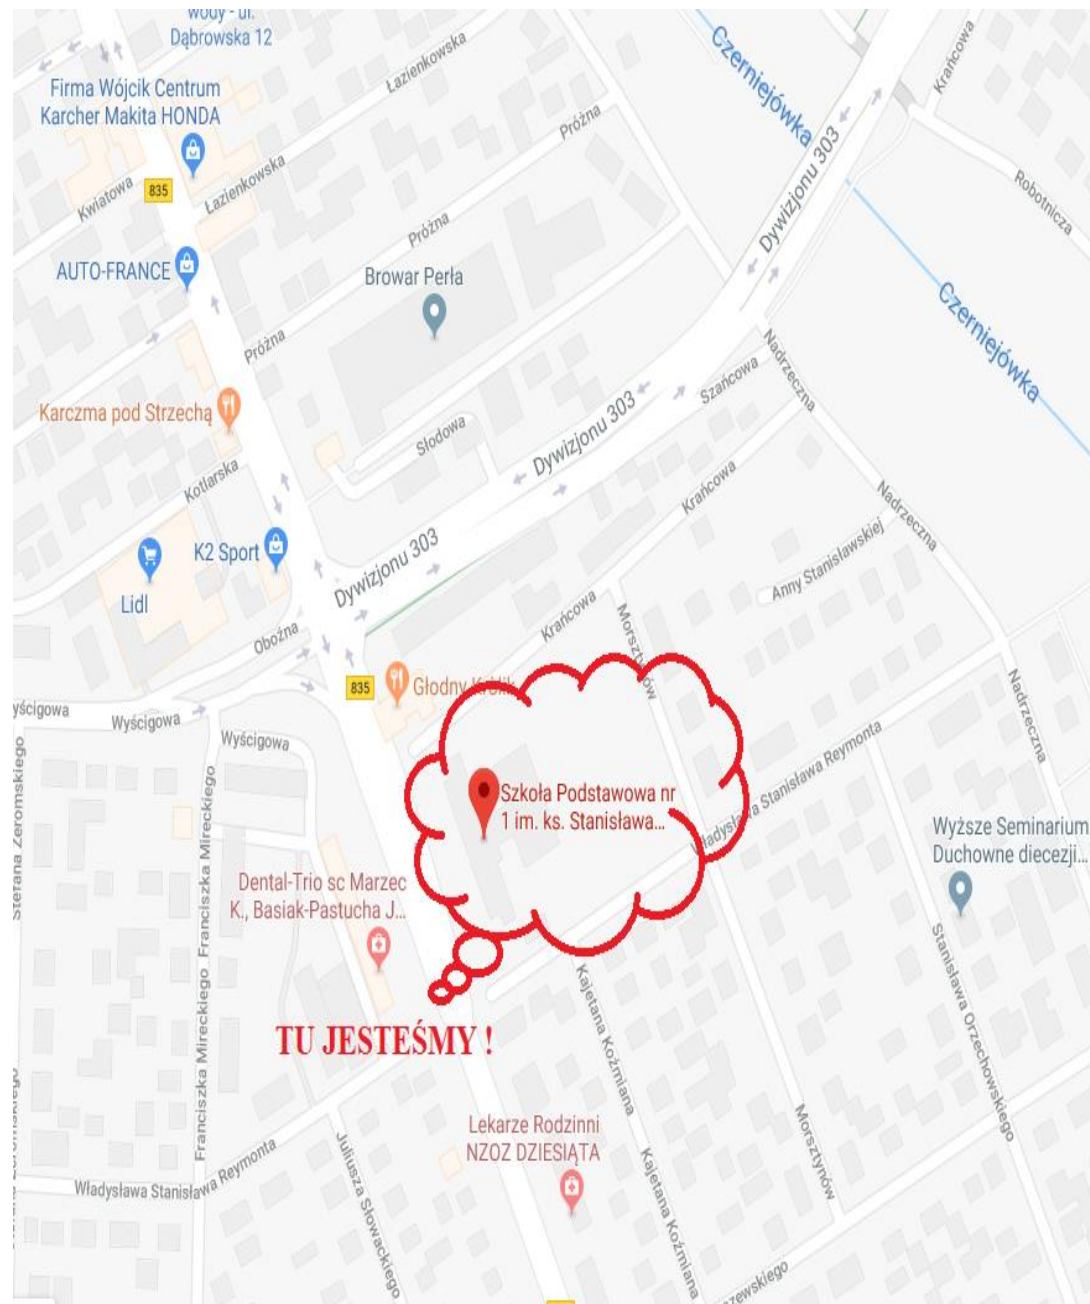 wody - ul.
Dąbrowska 12
Czerniejówka
Krańcowa
Łazienkowska
Firma Wójcik Centrum
Karcher Makita HONDA
Próżna
Dywizjonu 303
Robotnicza
835
Kwiatowa
Łazienkowska
Próżna
AUTO-FRANCE
Browar Perła
Czerniejówka
Próżna
Nadrzeczna
Szańcowa
Karczma pod Strzechą
Słodowa
Dywizjonu 303
Kotlarska
Krańcowa
Nadrzeczna
K2 Sport
Lidl
Dywizjonu 303
Anny Stanisławskiej
Krańcowa
Morsztynów
Obożna
835
Głodny Królik
Nadrzeczna
Wyścigowa
Wyścigowa
Stefana Żeromskiego
Franciszka Mireckiego
Władysława Stanisława Reymonta
Szkoła Podstawowa nr
1 im. ks. Stanisława...
Wyższe Seminarium
Duchowne diecezji...
Dental-Trio sc Marzec
K., Basiak-Pastucha J...
Stanisława Orzechowskiego
Kajetana Koźmiana
TU JESTEŚMY !
Franciszka Mireckiego
Lekarze Rodzinni
NZOZ DZIESIĄTA
Morsztynów
Juliusza Słowackiego
Kajetana Koźmiana
Władysława Stanisława Reymonta